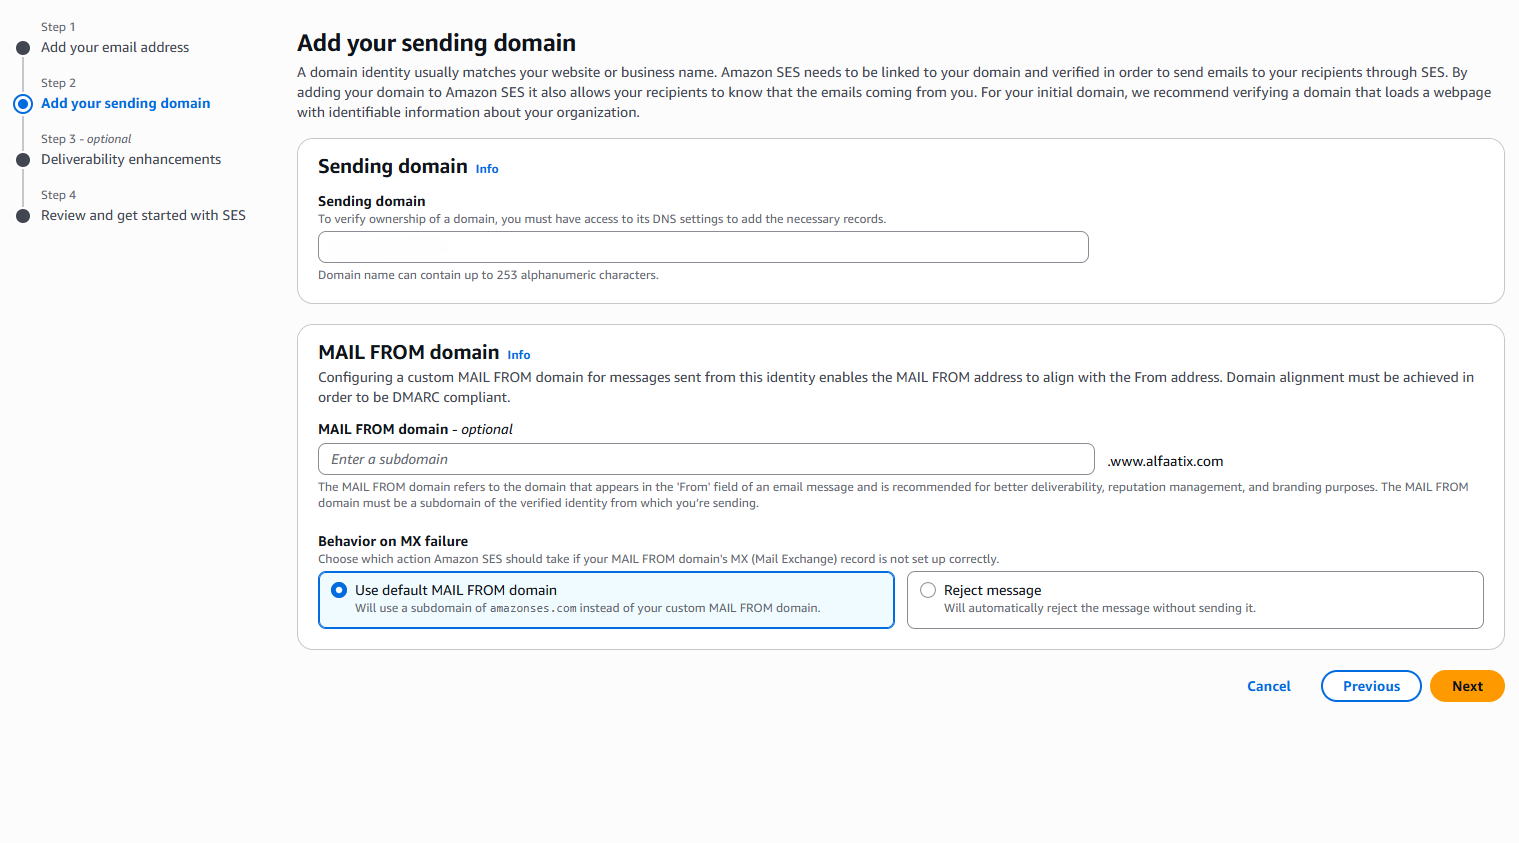 Step 1
Add your email address
Step 2
Add your sending domain
Step 3 - optional
Deliverability enhancements
Step 4
Review and get started with SES
Add your sending domain
A domain identity usually matches your website or business name. Amazon SES needs to be linked to your domain and verified in order to send emails to your recipients through SES. By
adding your domain to Amazon SES it also allows your recipients to know that the emails coming from you. For your initial domain, we recommend verifying a domain that loads a webpage
with identifiable information about your organization.
Sending domain Info
Sending domain
To verify ownership of a domain, you must have access to its DNS settings to add the necessary records.
Domain name can contain up to 253 alphanumeric characters.
MAIL FROM domain Info
Configuring a custom MAIL FROM domain for messages sent from this identity enables the MAIL FROM address to align with the From address. Domain alignment must be achieved in
order to be DMARC compliant.
MAIL FROM domain - optional
Enter a subdomain .www.alfaatix.com
The MAIL FROM domain refers to the domain that appears in the 'From' field of an email message and is recommended for better deliverability, reputation management, and branding purposes. The MAIL FROM
domain must be a subdomain of the verified identity from which you're sending.
Behavior on MX failure
Choose which action Amazon SES should take if your MAIL FROM domain's MX (Mail Exchange) record is not set up correctly.
Use default MAIL FROM domain
Will use a subdomain of amazonses.com instead of your custom MAIL FROM domain.
Reject message
Will automatically reject the message without sending it.
Cancel Previous Next